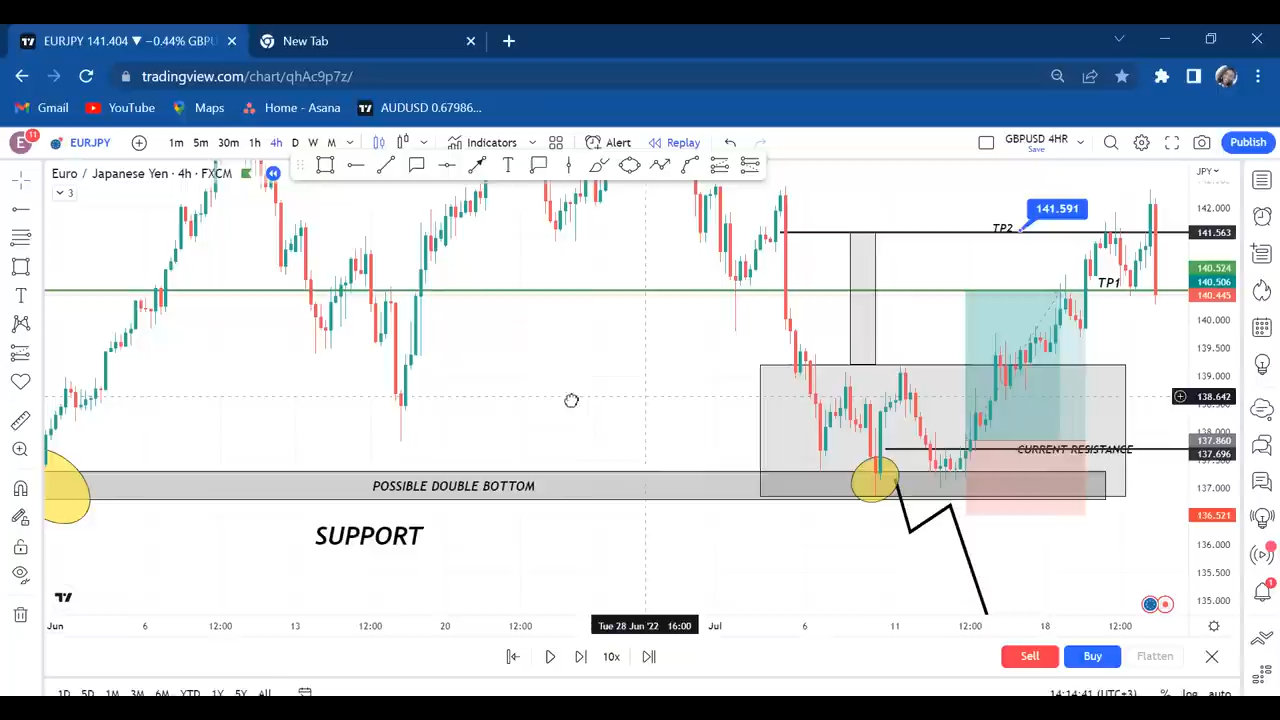 EURJPY 141.404 ▼ −0.44% GBPU
New Tab
tradingview.com/chart/qhAc9p7z/
Gmail
YouTube
Maps
Home - Asana
AUDUSD 0.67986...
E
11
EURJPY
1m 5m 30m 1h 4h D W M
Indicators
Alert
Replay
GBPUSD 4HR
Save
Publish
Euro / Japanese Yen · 4h · FXCM
3
JPY
142.000
141.591
TP2
141.563
140.524
140.506
TP1
140.445
140.000
139.500
139.000
138.642
138.000
137.860
CURRENT RESISTANCE
137.696
137.000
POSSIBLE DOUBLE BOTTOM
136.521
SUPPORT
136.000
135.500
135.000
Jun 6 12:00 13 12:00 20 12:00 Tue 28 Jun '22 16:00 Jul 6 11 12:00 18 12:00
10x
Sell
Buy
Flatten
1D 5D 1M 3M 6M YTD 1Y 5Y All
14:14:41 (UTC+3) % log auto
1